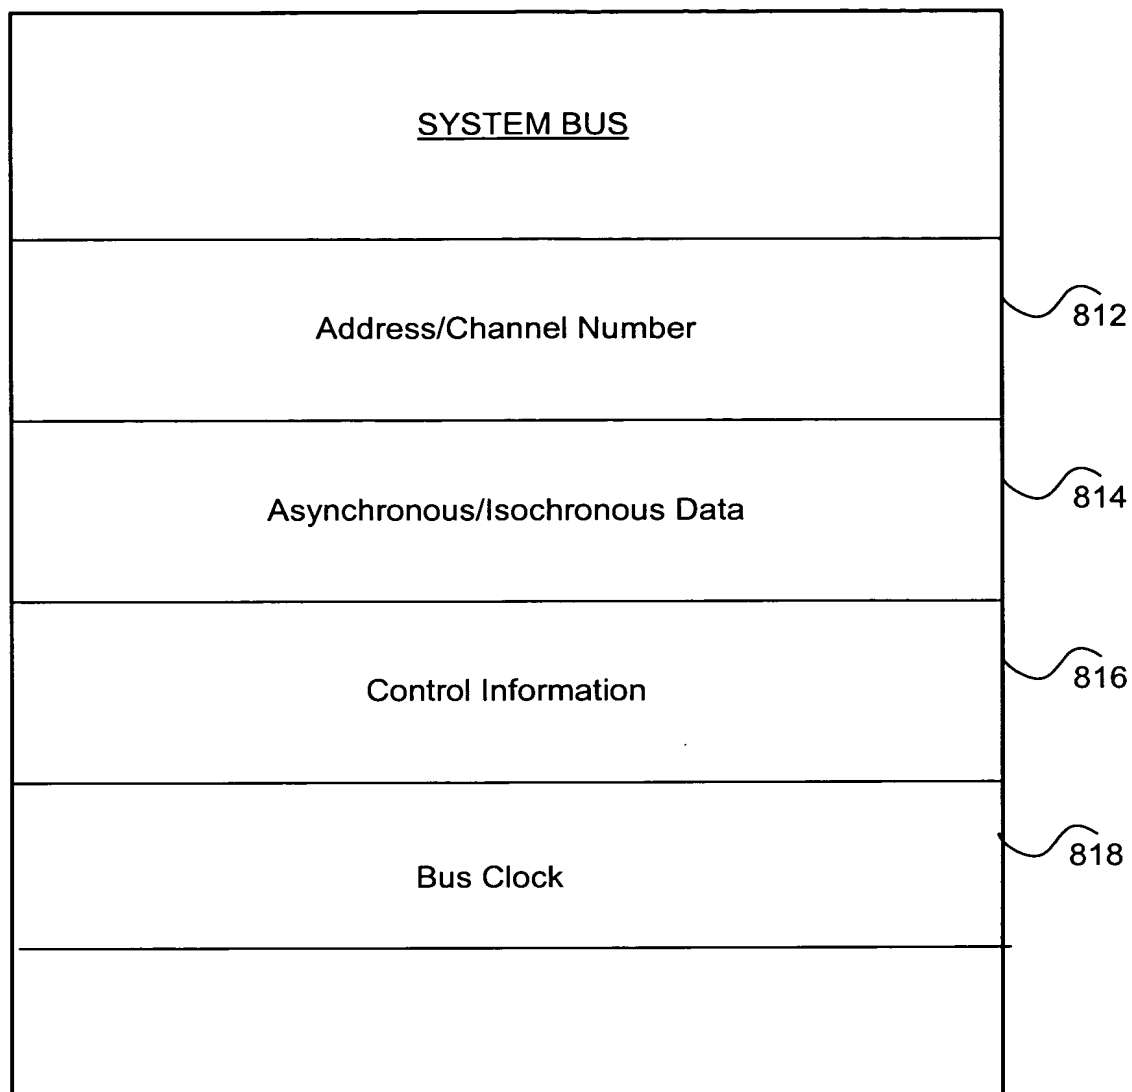 SYSTEM BUS
Address/Channel Number
812
Asynchronous/Isochronous Data
814
Control Information
816
Bus Clock
818